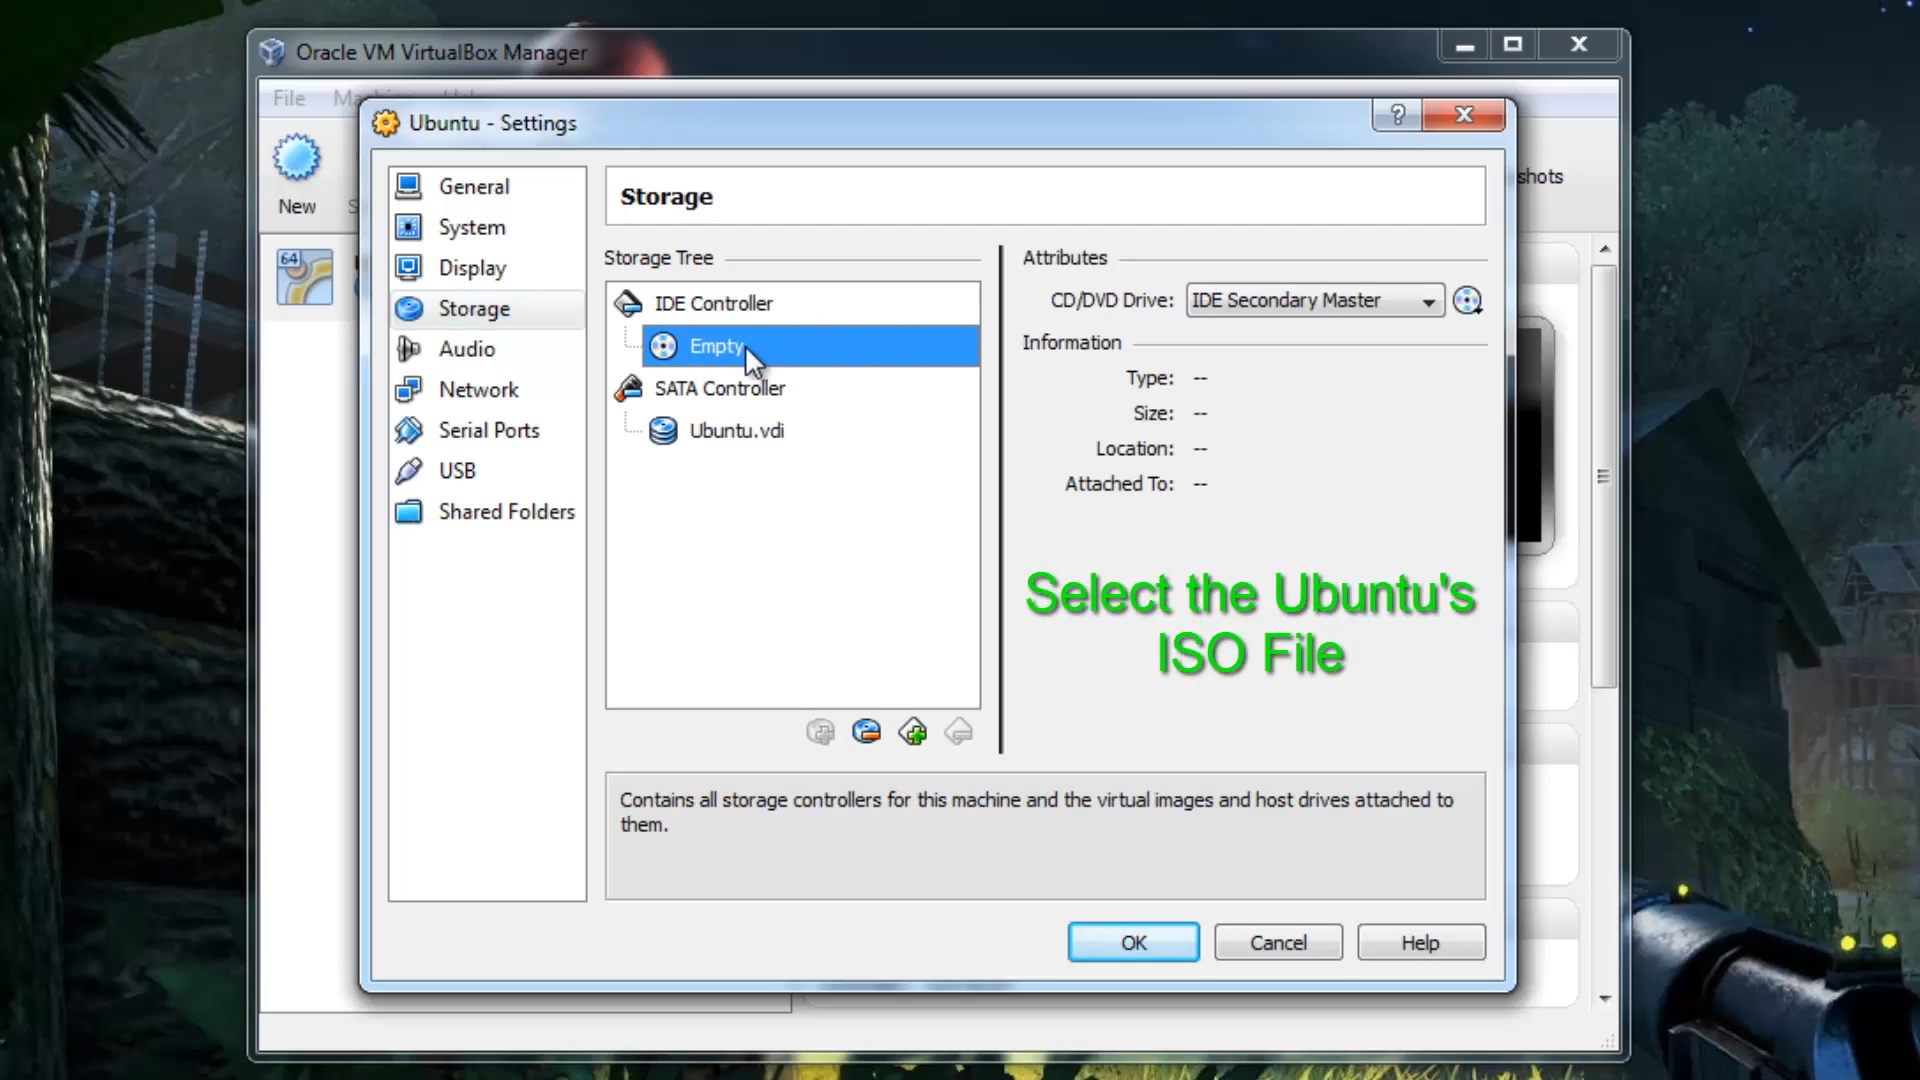 Oracle VM VirtualBox Manager
File
Ubuntu - Settings
New
shots
64
General
System
Display
Storage
Audio
Network
Serial Ports
USB
Shared Folders
Storage
Storage Tree
IDE Controller
Empty
SATA Controller
Ubuntu.vdi
Attributes
CD/DVD Drive: IDE Secondary Master
Information
Type: --
Size: --
Location: --
Attached To: --
Select the Ubuntu's
ISO File
Contains all storage controllers for this machine and the virtual images and host drives attached to
them.
OK
Cancel
Help